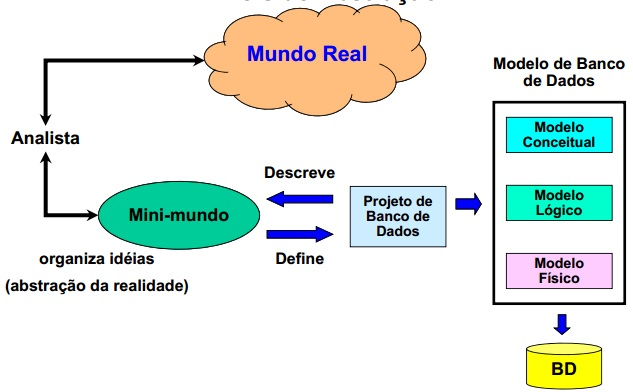 Mundo Real
Modelo de Banco
de Dados
Modelo
Conceitual
Analista
Descreve
Modelo
Lógico
Mini-mundo
Projeto de
Banco de
Dados
organiza idéias
Define
(abstração da realidade)
Modelo
Físico
BD